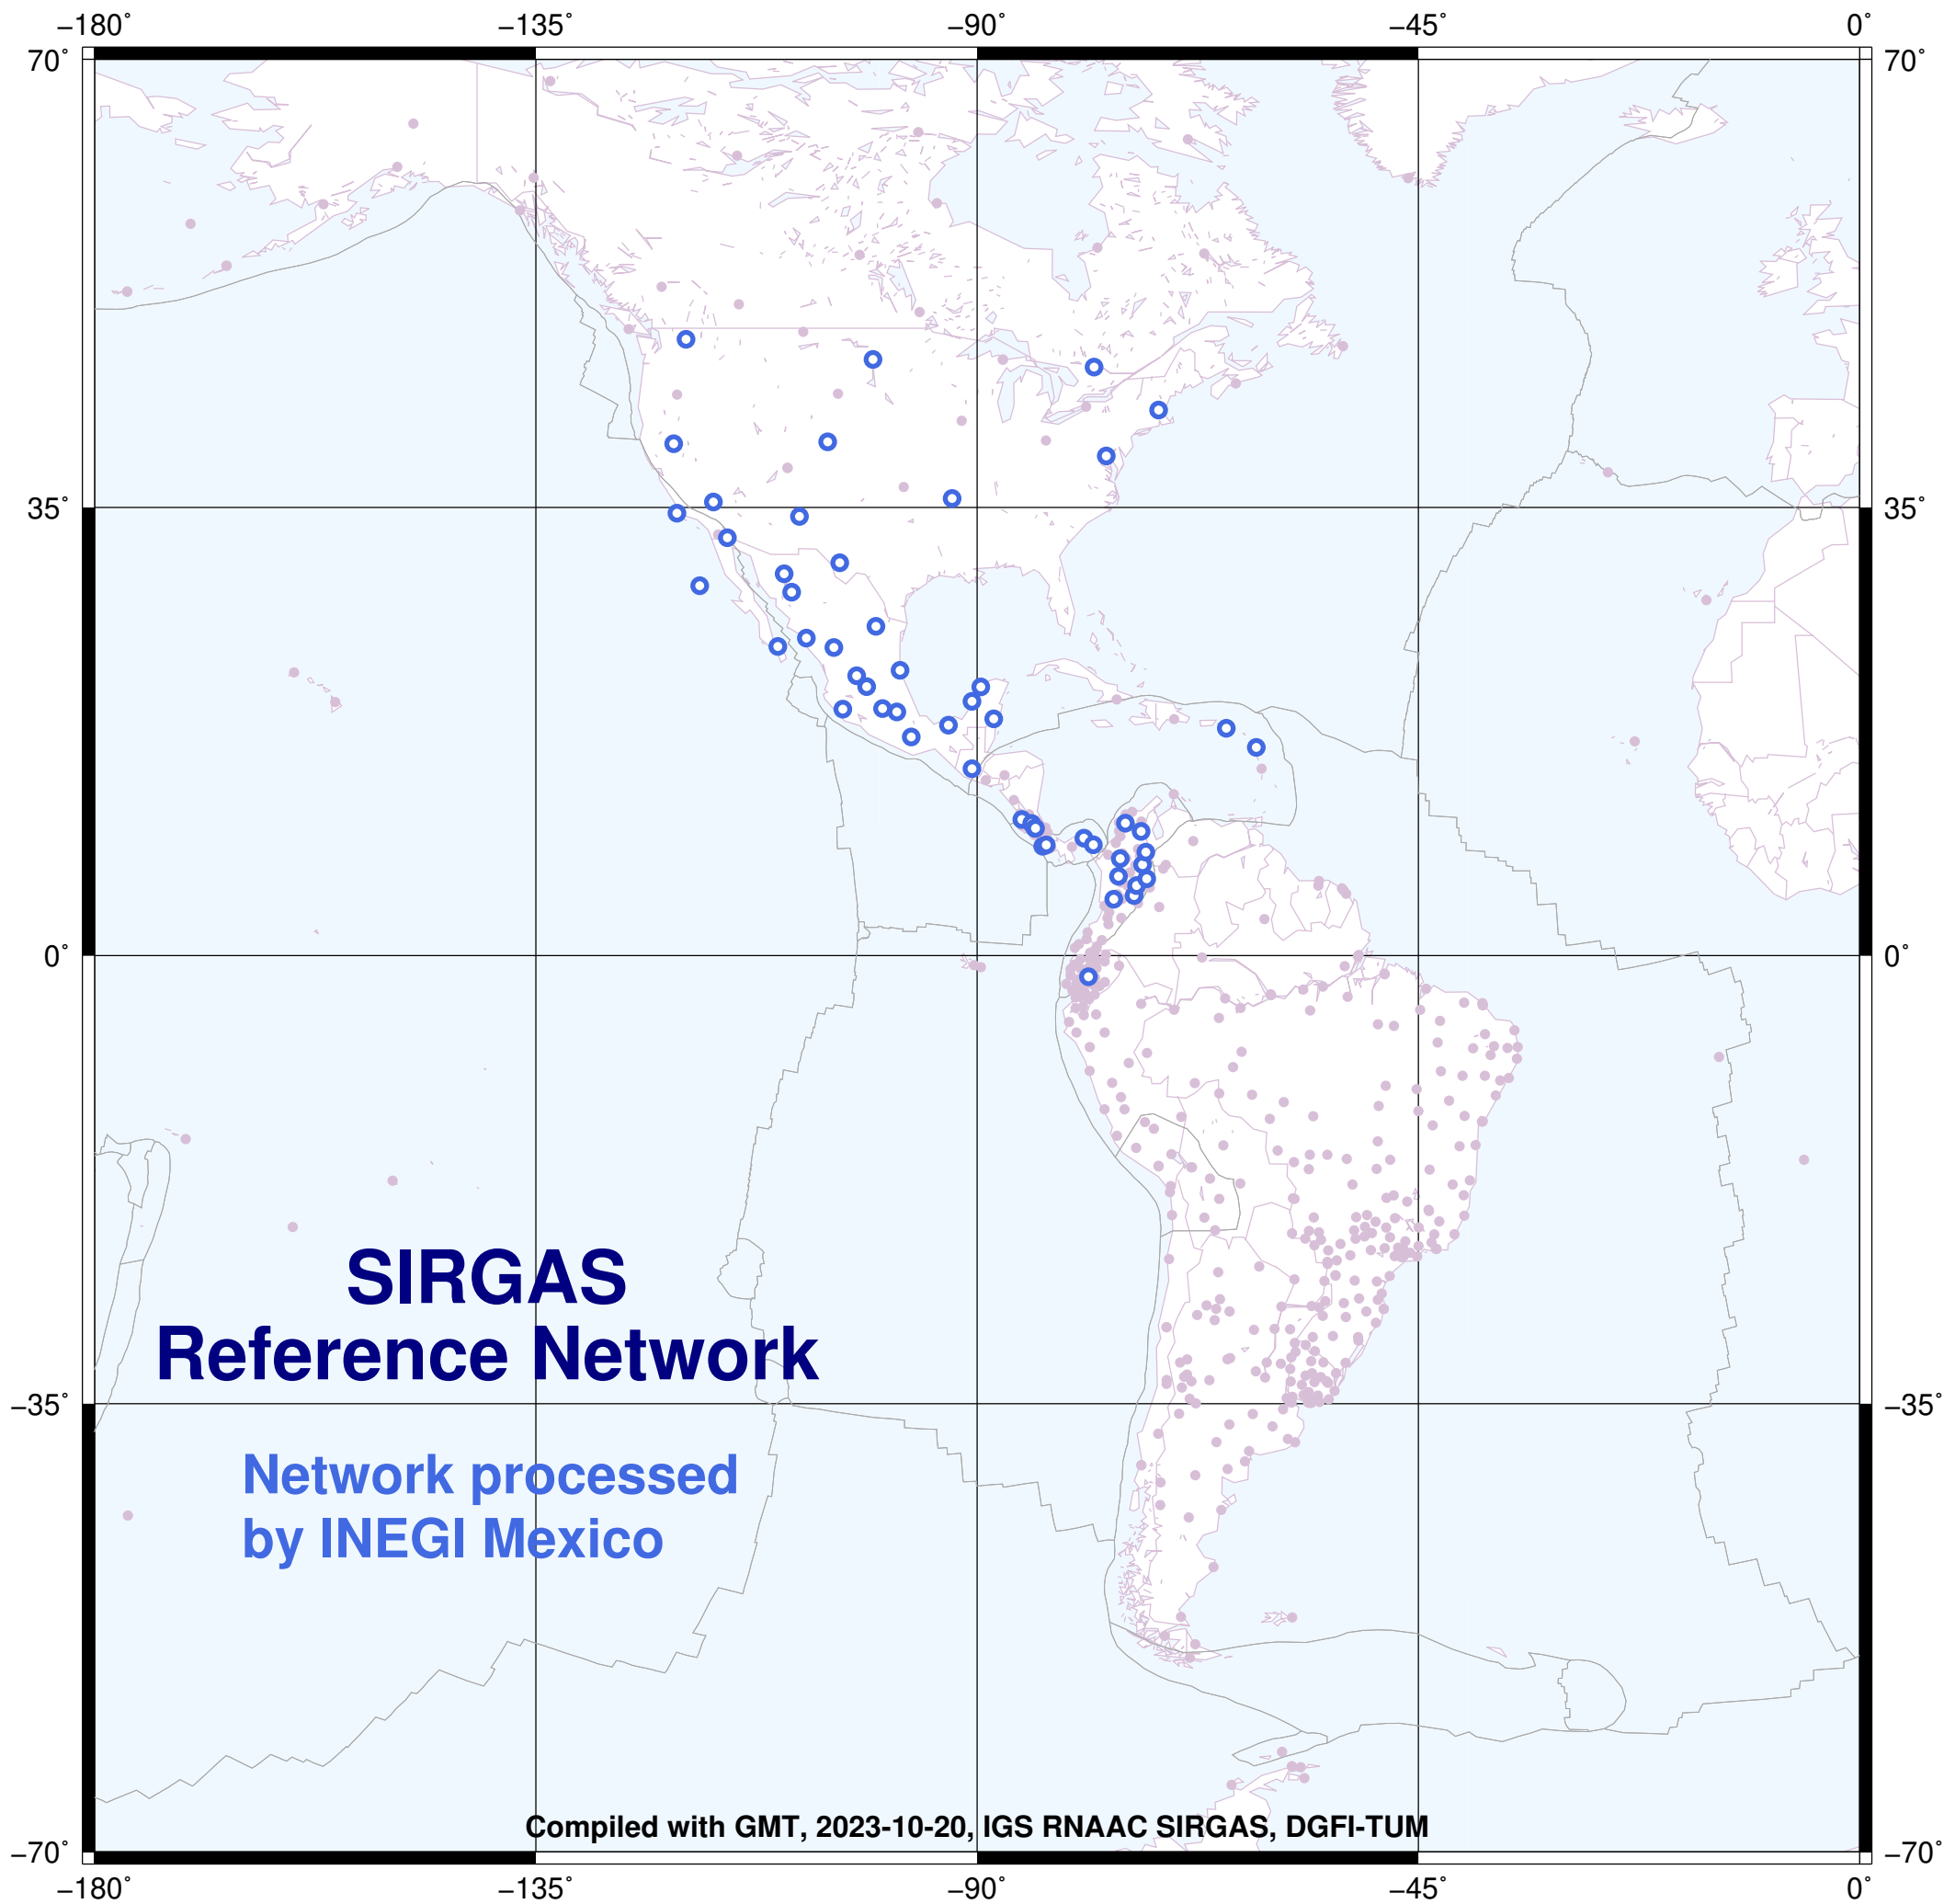 −180˚ −135˚ −90˚ −45˚ 0˚
70˚ 70˚
35˚ 35˚
0˚ 0˚
SIRGAS
Reference Network
−35˚ −35˚
Network processed
by INEGI Mexico
Compiled with GMT, 2023-10-20, IGS RNAAC SIRGAS, DGFI-TUM
−70˚ −70˚
−180˚ −135˚ −90˚ −45˚ 0˚